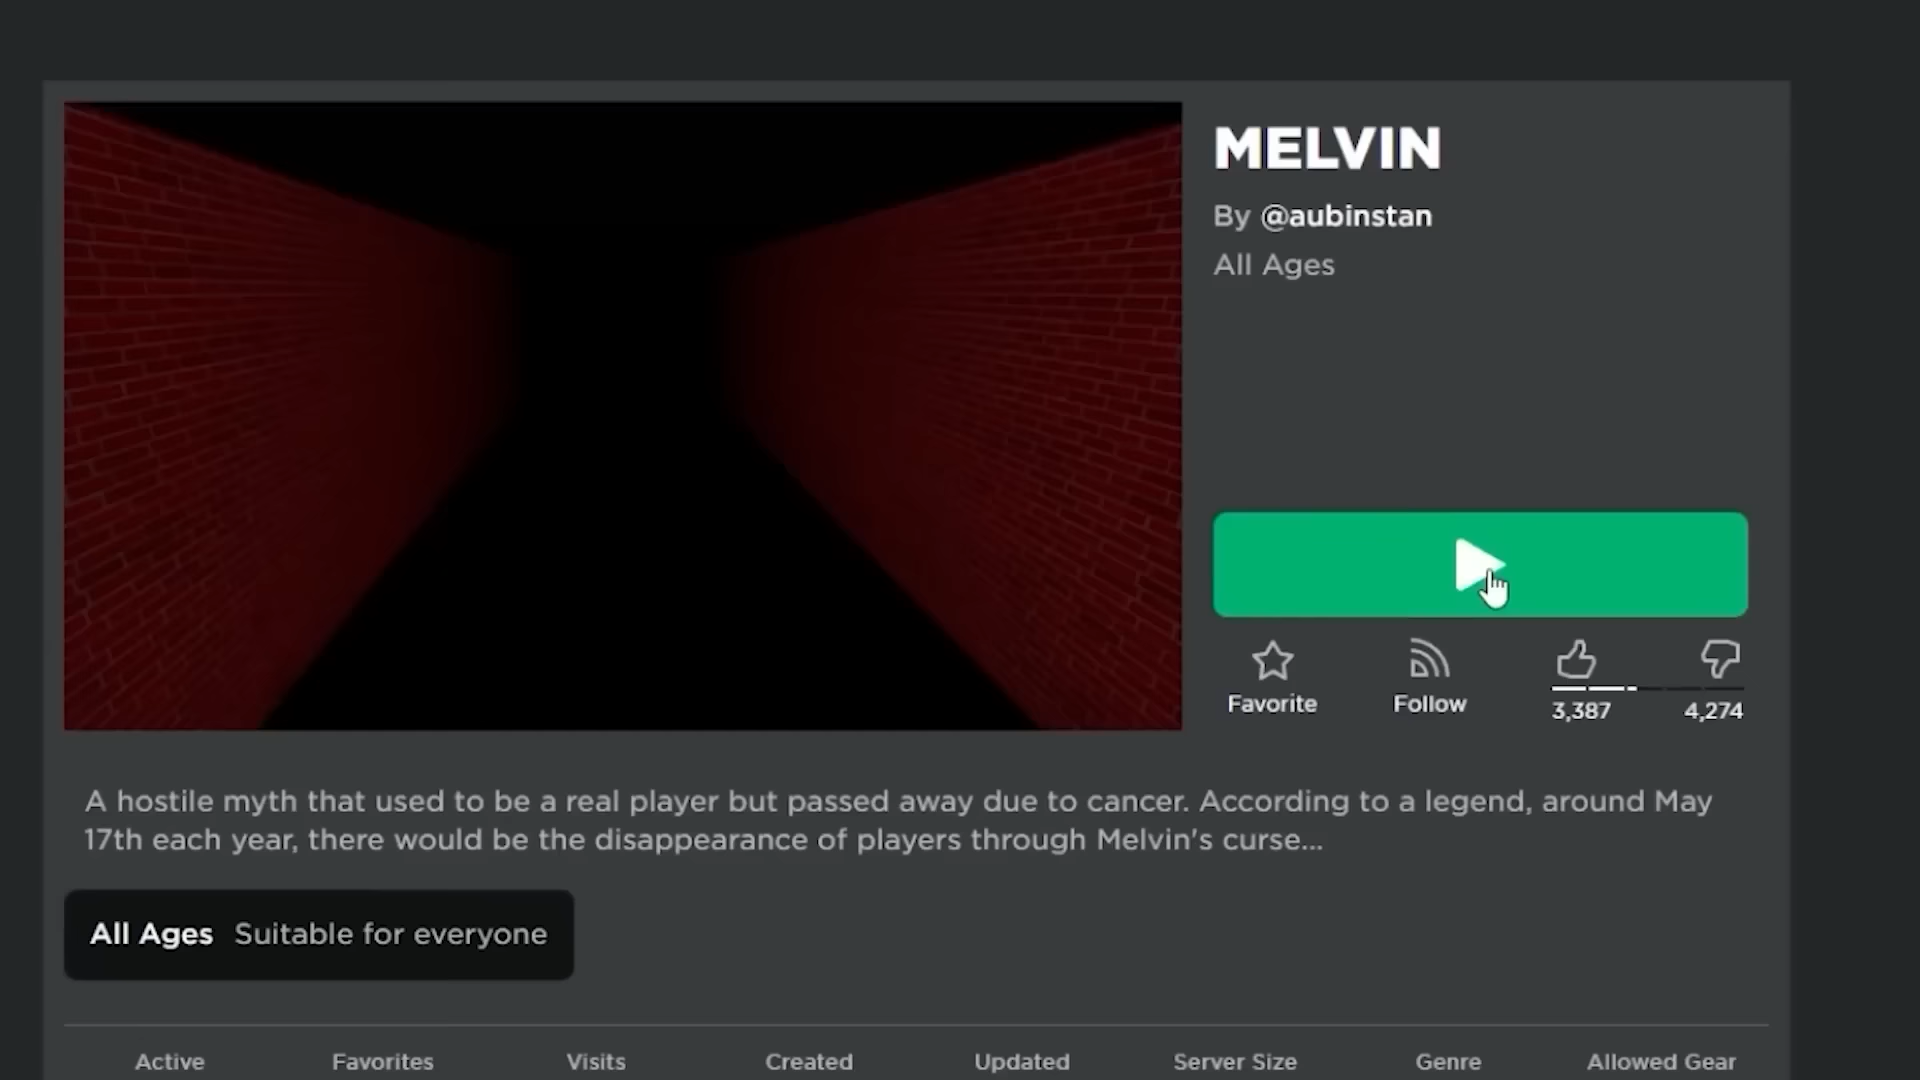 MELVIN
By @aubinstan
All Ages
Favorite
Follow
3,387
4,274
A hostile myth that used to be a real player but passed away due to cancer. According to a legend, around May
17th each year, there would be the disappearance of players through Melvin's curse...
All Ages Suitable for everyone
Active Favorites Visits Created Updated Server Size Genre Allowed Gear